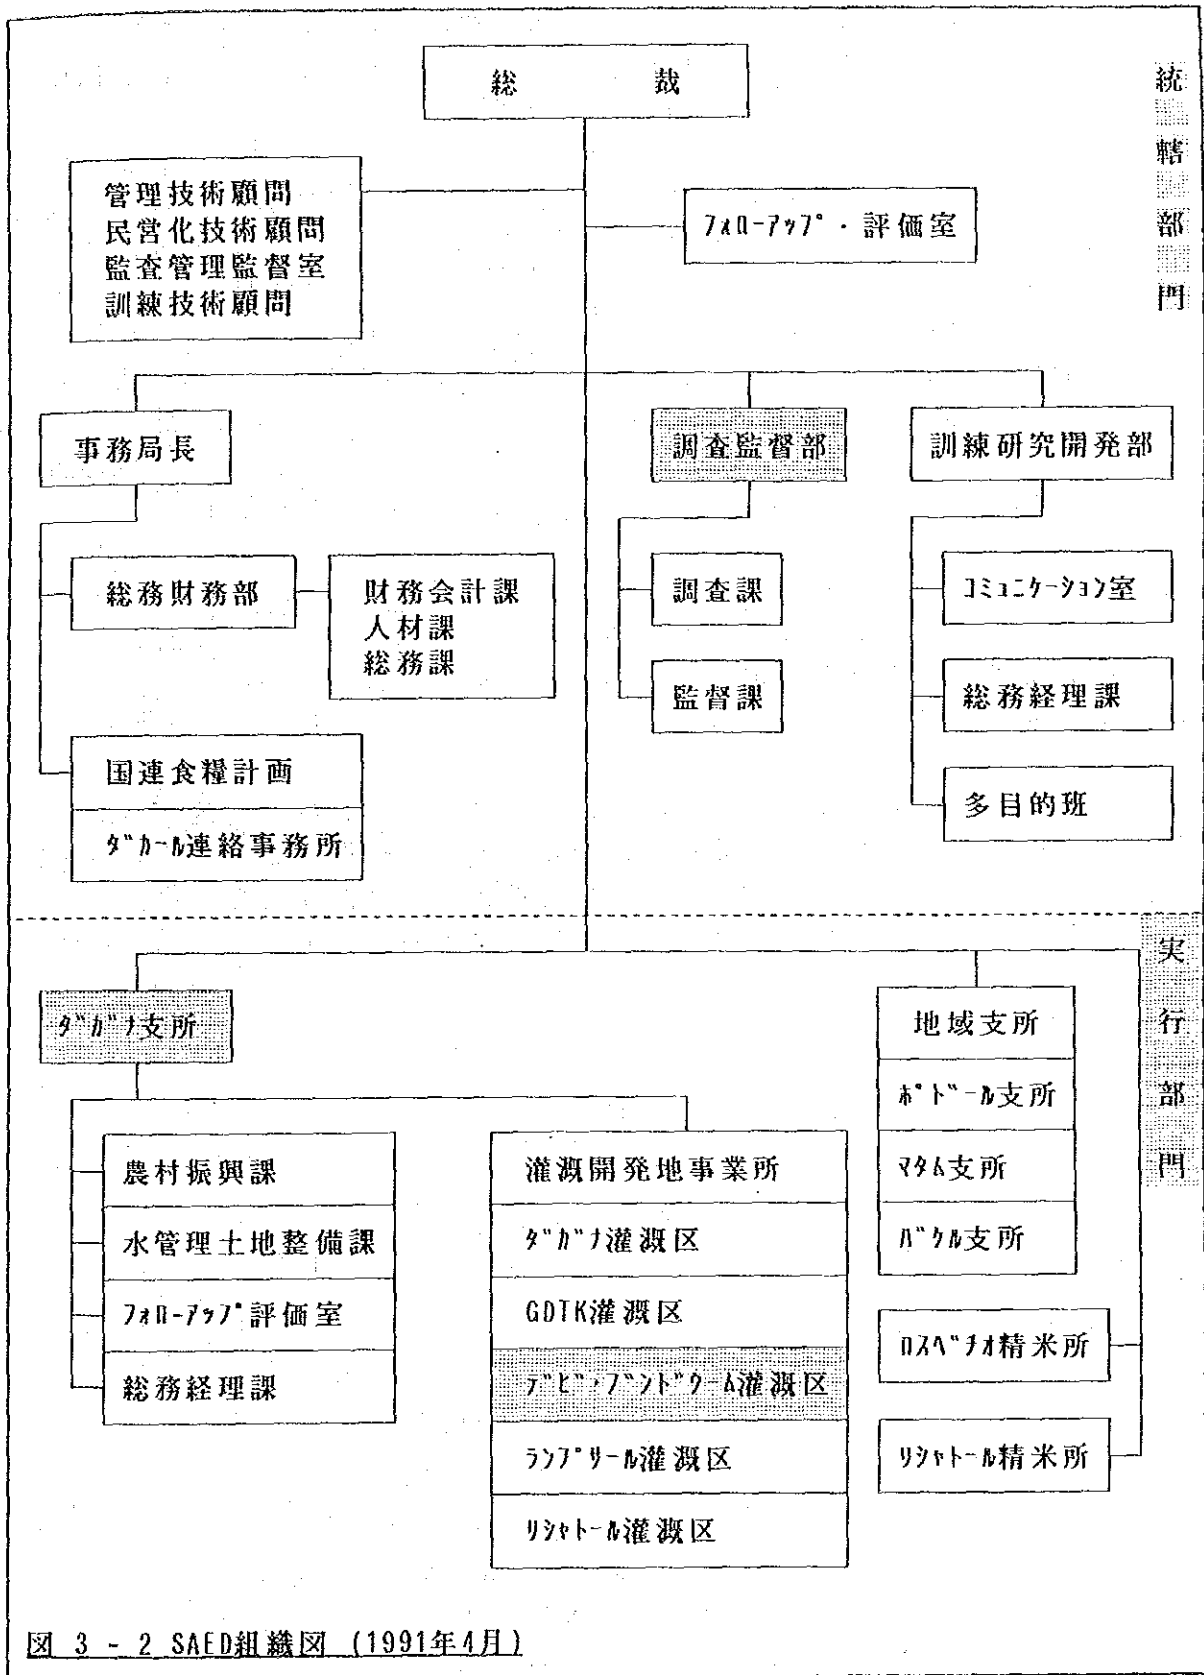 総裁
統轄部門
管理技術顧問
民営化技術顧問
監査管理監督室
訓練技術顧問
フォローアップ・評価室
事務局長
調査監督部
訓練研究開発部
総務財務部
財務会計課
人材課
総務課
調査課
監督課
コミュニケーション室
総務経理課
多目的班
国連食糧計画
ダカール連絡事務所
実行部門
ダガナ支所
地域支所
ポドール支所
マタム支所
バケル支所
農村振興課
水管理土地整備課
フォローアップ評価室
総務経理課
灌漑開発地事業所
ダガナ灌漑区
GDTK灌漑区
デビ・ブンドウーム灌漑区
ランプサール灌漑区
リシャトール灌漑区
ロスベチオ精米所
リシャトール精米所
図 3 - 2 SAED組織図 (1991年4月)